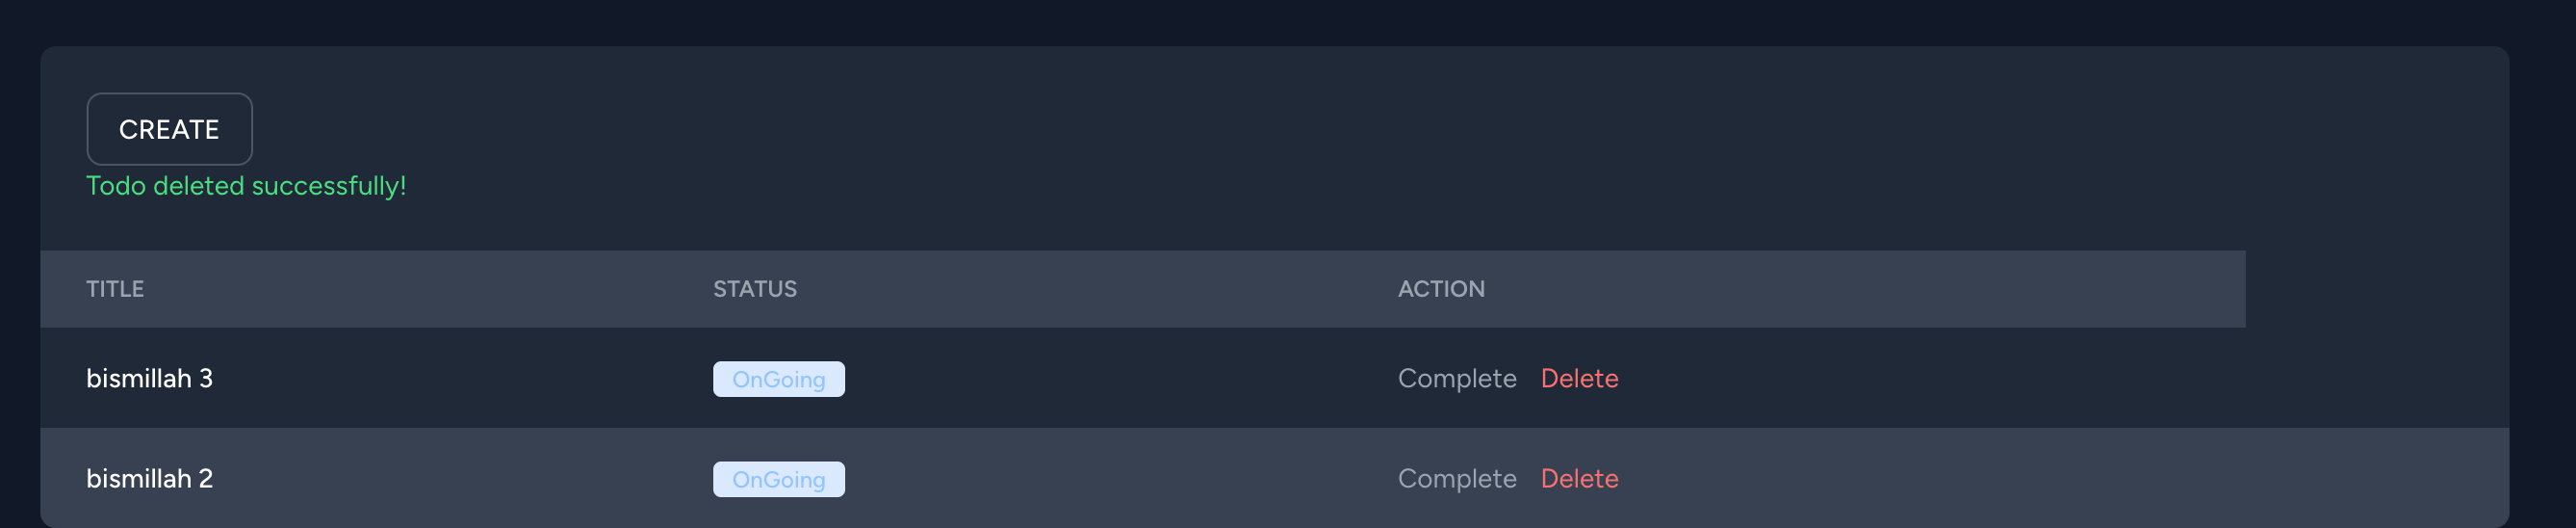 CREATE
Todo deleted successfully!
TITLE STATUS ACTION
bismillah 3 OnGoing Complete Delete
bismillah 2 OnGoing Complete Delete